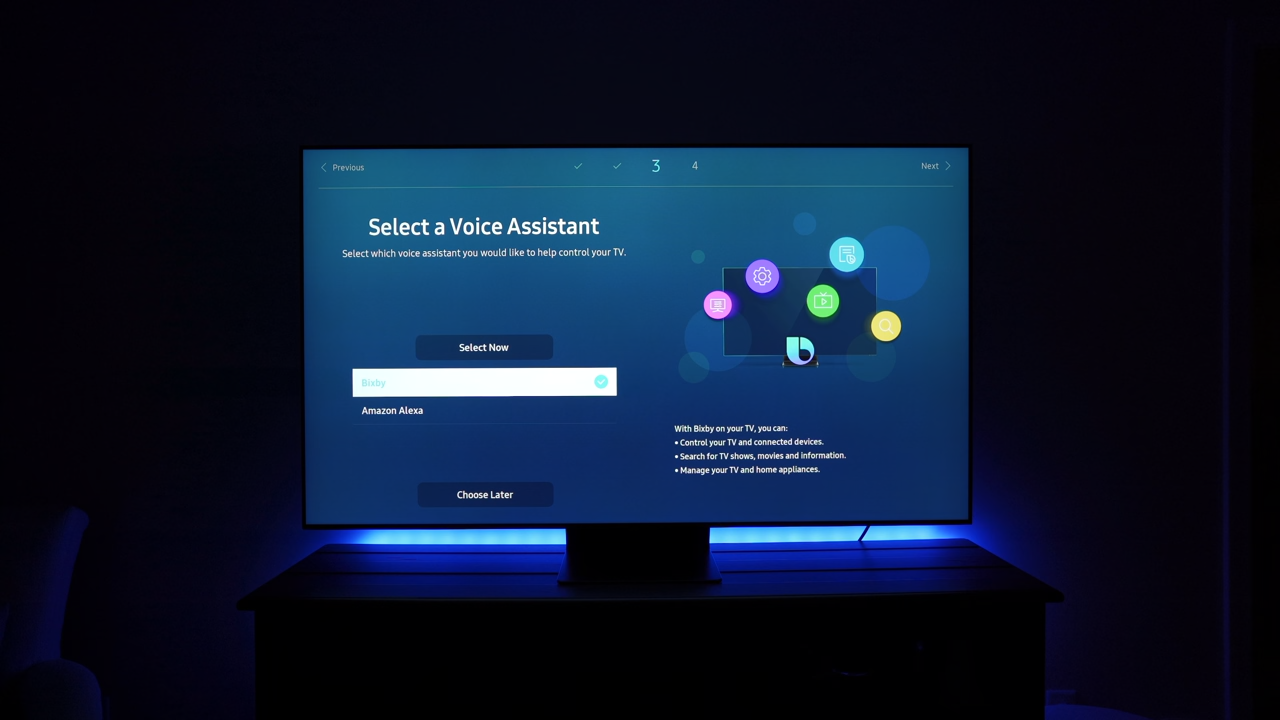 Previous
3
4
Next
Select a Voice Assistant
Select which voice assistant you would like to help control your TV.
Select Now
Bixby
Amazon Alexa
Choose Later
With Bixby on your TV, you can:
• Control your TV and connected devices.
• Search for TV shows, movies and information.
• Manage your TV and home appliances.